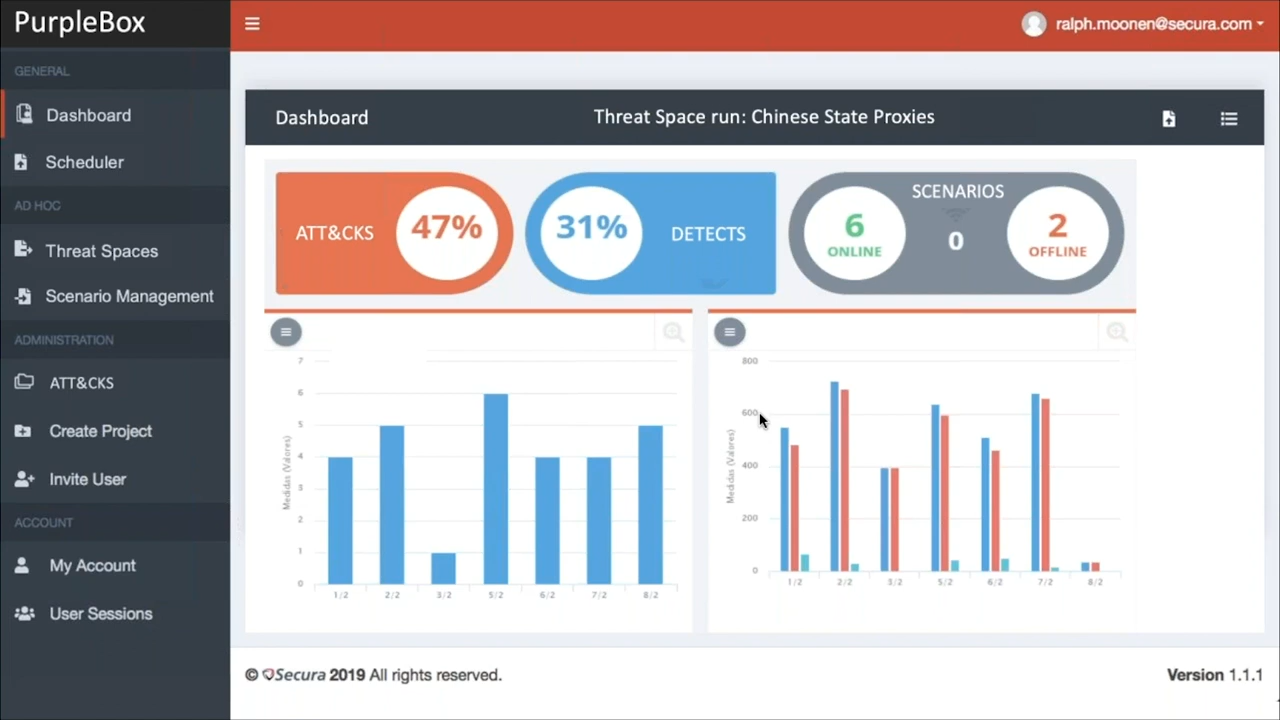 PurpleBox
ralph.moonen@secura.com
GENERAL
Dashboard
Scheduler
AD HOC
Threat Spaces
Scenario Management
ADMINISTRATION
ATT&CKS
Create Project
Invite User
ACCOUNT
My Account
User Sessions
Dashboard
Threat Space run: Chinese State Proxies
ATT&CKS
47%
31%
DETECTS
SCENARIOS
6
ONLINE
0
2
OFFLINE
Medidas (Valores)
7
6
5
4
3
2
1
0
1/2 2/2 3/2 5/2 6/2 7/2 8/2
Medidas (Valores)
800
600
400
200
0
1/2 2/2 3/2 5/2 6/2 7/2 8/2
© Secura 2019 All rights reserved.
Version 1.1.1